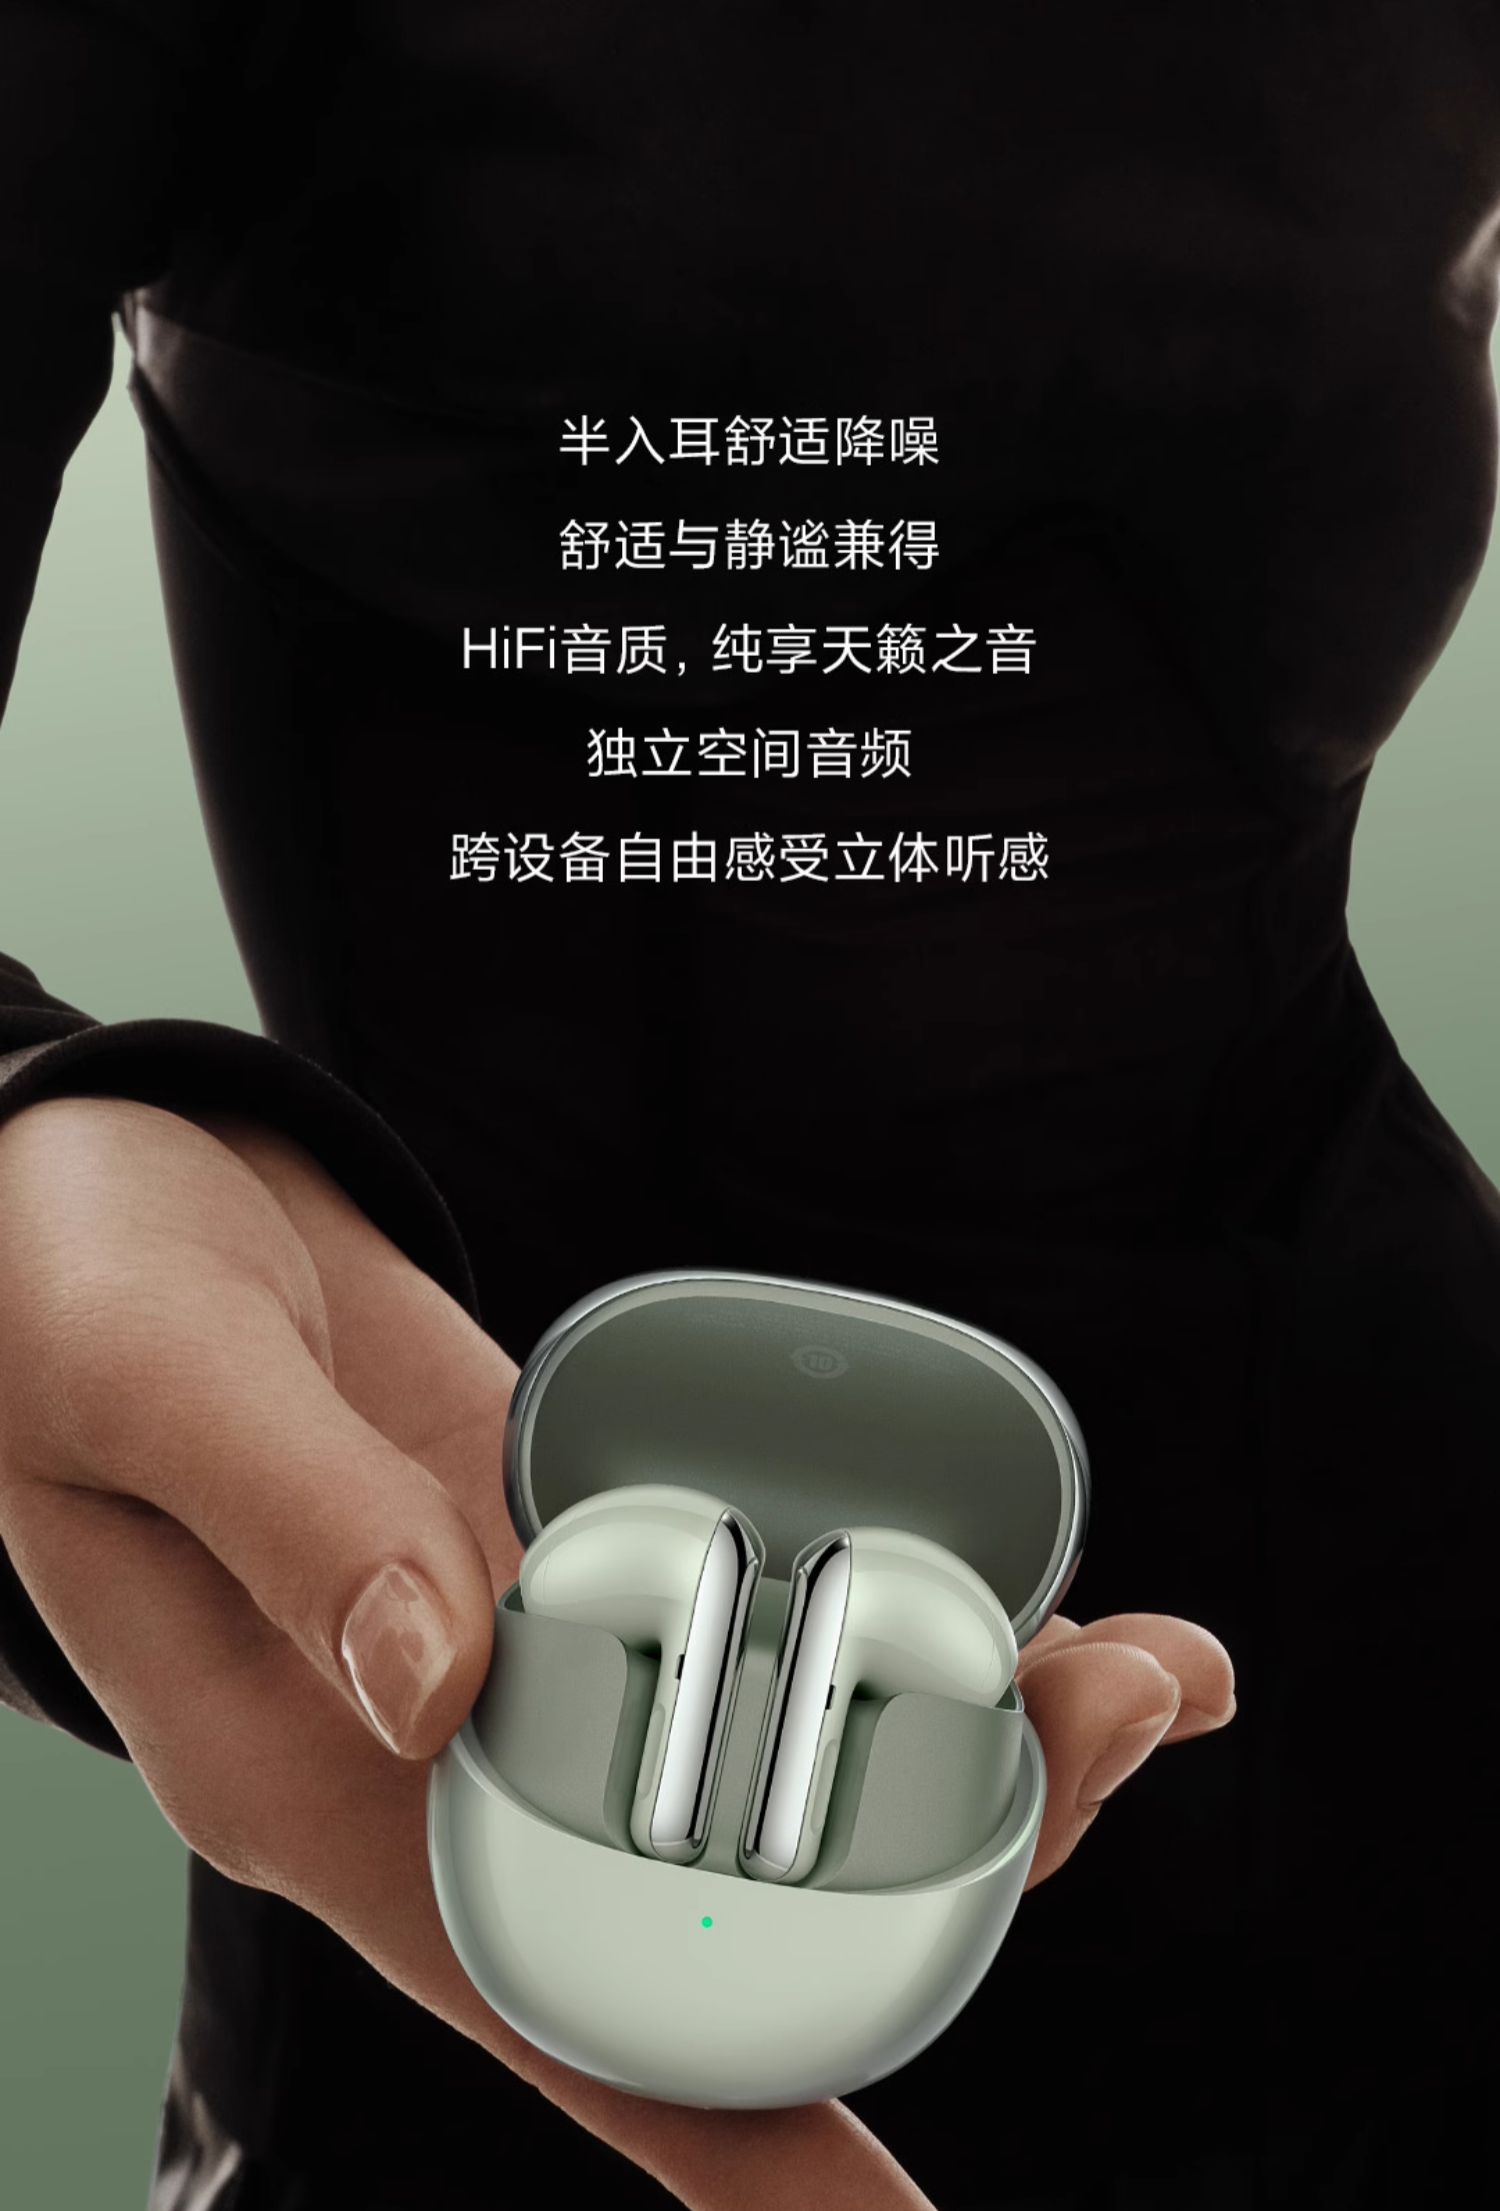 半入耳舒适降噪
舒适与静谧兼得
HiFi音质，纯享天籁之音
独立空间音频
跨设备自由感受立体听感